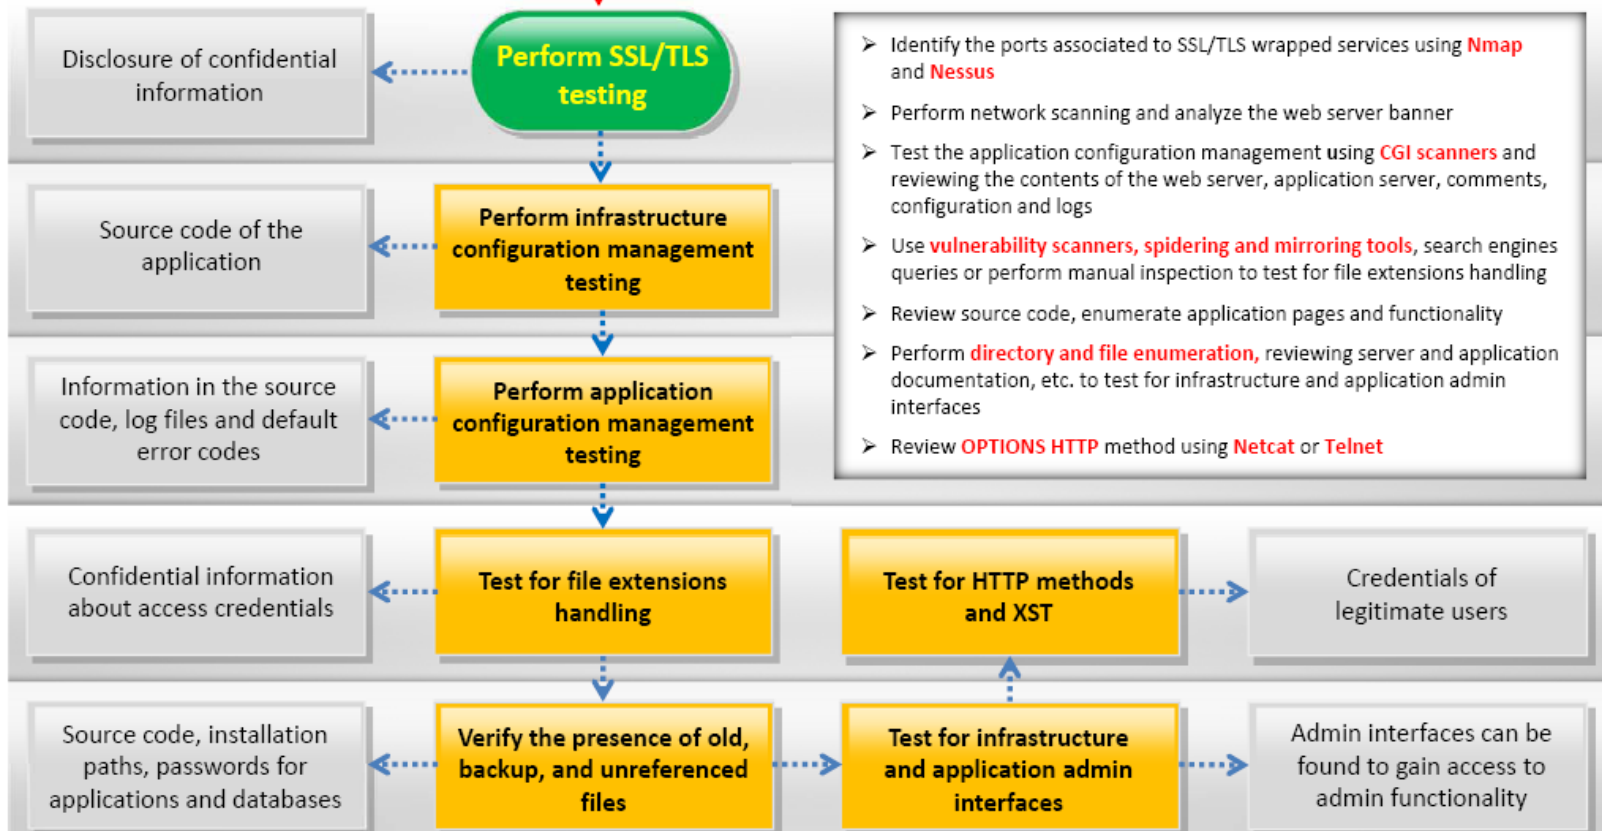 Disclosure of confidential
information
Perform SSL/TLS
testing
➢ Identify the ports associated to SSL/TLS wrapped services using Nmap
and Nessus
➢ Perform network scanning and analyze the web server banner
➢ Test the application configuration management using CGI scanners and
reviewing the contents of the web server, application server, comments,
configuration and logs
➢ Use vulnerability scanners, spidering and mirroring tools, search engines
queries or perform manual inspection to test for file extensions handling
➢ Review source code, enumerate application pages and functionality
➢ Perform directory and file enumeration, reviewing server and application
documentation, etc. to test for infrastructure and application admin
interfaces
➢ Review OPTIONS HTTP method using Netcat or Telnet
Source code of the
application
Perform infrastructure
configuration management
testing
Information in the source
code, log files and default
error codes
Perform application
configuration management
testing
Confidential information
about access credentials
Test for file extensions
handling
Test for HTTP methods
and XST
Credentials of
legitimate users
Source code, installation
paths, passwords for
applications and databases
Verify the presence of old,
backup, and unreferenced
files
Test for infrastructure
and application admin
interfaces
Admin interfaces can be
found to gain access to
admin functionality